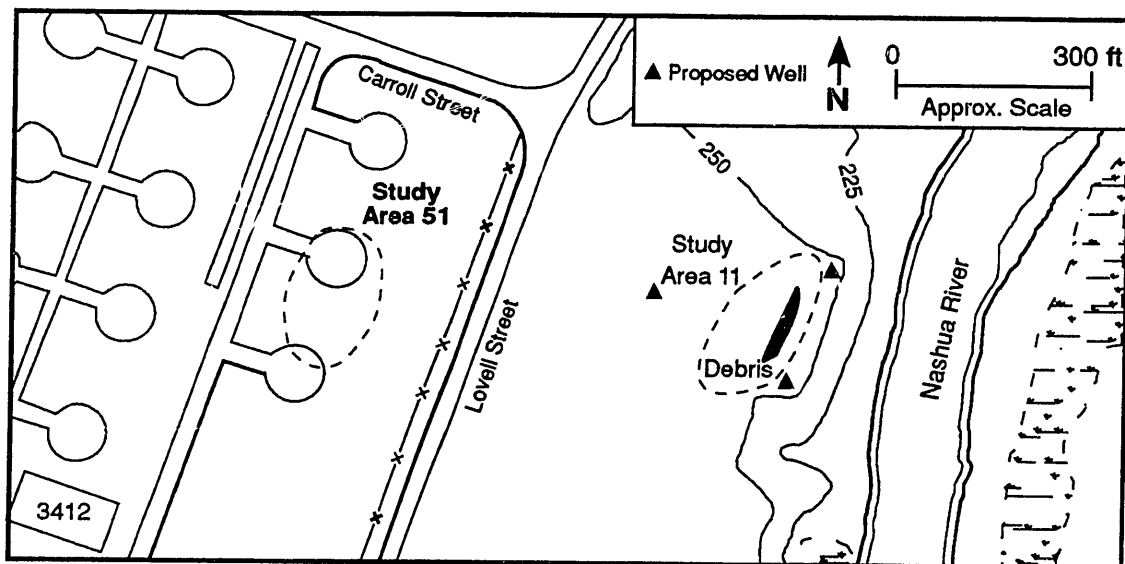 Carroll Street
Study
Area 51
Lovell Street
3412
Proposed Well
N
0 300 ft
Approx. Scale
250
225
Study
Area 11
Debris
Nashua River